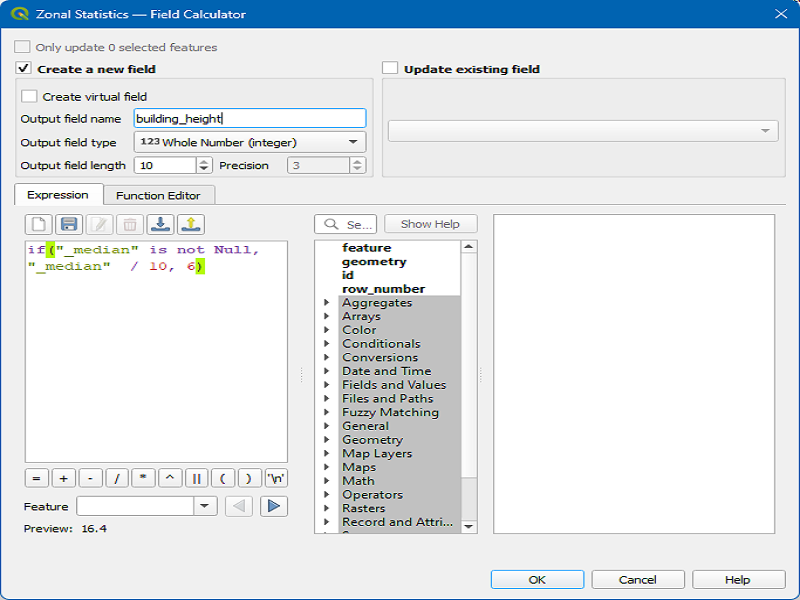 Zonal Statistics — Field Calculator
Only update 0 selected features
Create a new field
Update existing field
Create virtual field
Output field name building_height
Output field type 123 Whole Number (integer)
Output field length 10 Precision 3
Expression Function Editor
Se... Show Help
if("_median" is not Null,
"_median" / 10, 6)
feature
geometry
id
row_number
Aggregates
Arrays
Color
Conditionals
Conversions
Date and Time
Fields and Values
Files and Paths
Fuzzy Matching
General
Geometry
Map Layers
Maps
Math
Operators
Rasters
Record and Attri...
= + - / * ^ || ( ) '\n'
Feature
Preview: 16.4
OK Cancel Help